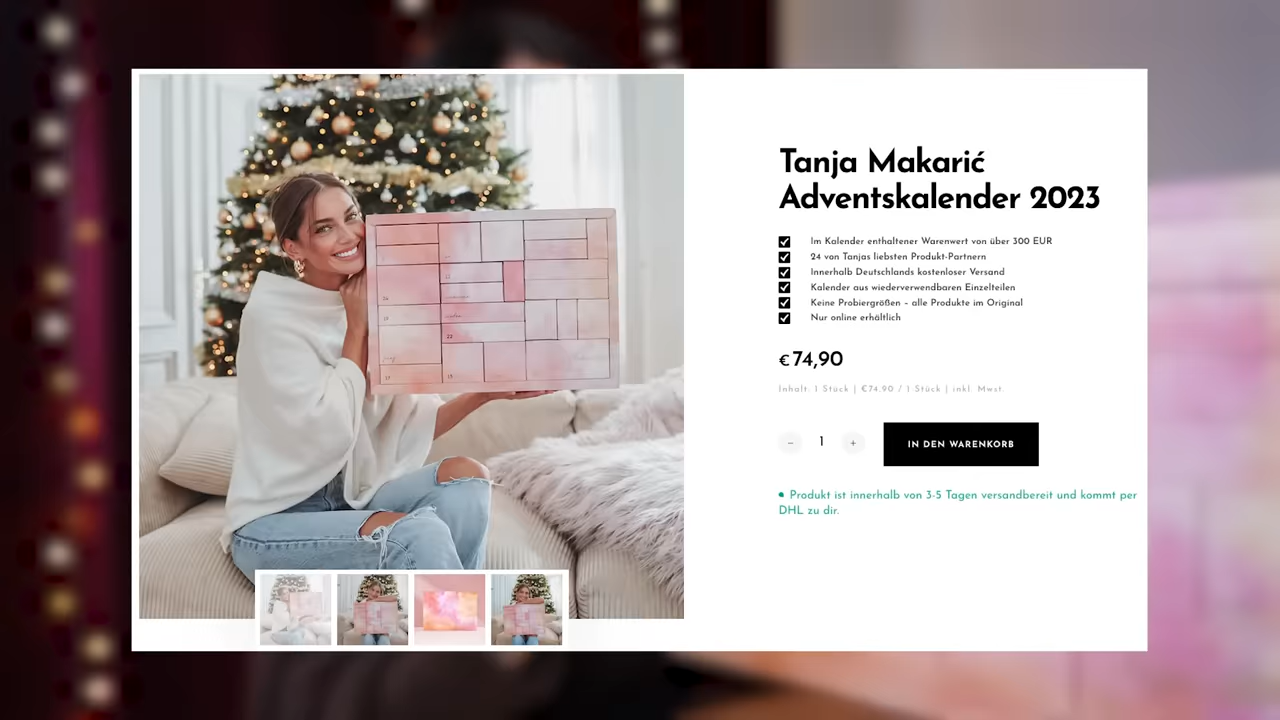 Tanja Makarić
Adventskalender 2023
Im Kalender enthaltener Warenwert von über 300 EUR
24 von Tanjas liebsten Produkt-Partnern
Innerhalb Deutschlands kostenloser Versand
Kalender aus wiederverwendbaren Einzelteilen
Keine Probiergrößen – alle Produkte im Original
Nur online erhältlich
€74,90
Inhalt: 1 Stück | €74.90 / 1 Stück | inkl. Mwst.
− 1 +
IN DEN WARENKORB
Produkt ist innerhalb von 3-5 Tagen versandbereit und kommt per
DHL zu dir.
22